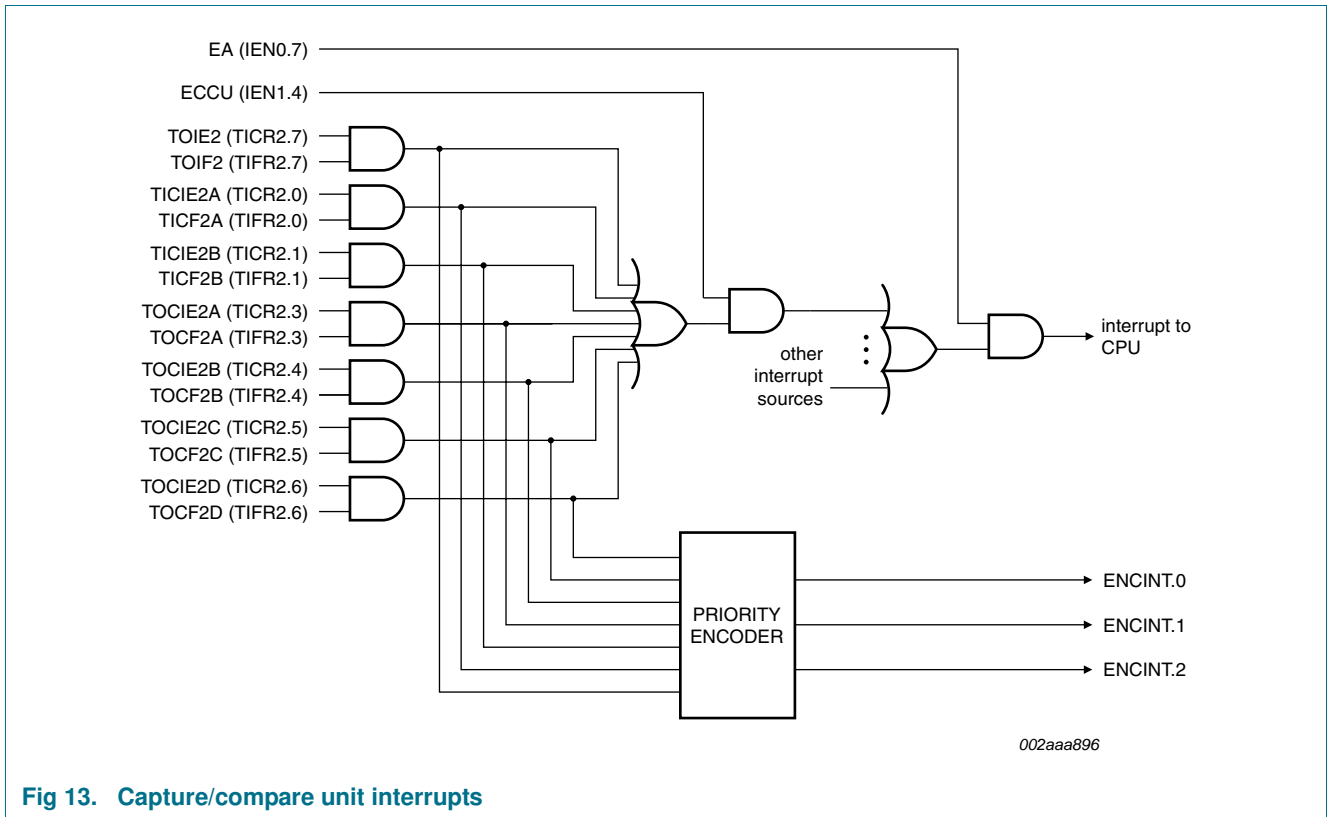 EA (IEN0.7)
ECCU (IEN1.4)
TOIE2 (TICR2.7)
TOIF2 (TIFR2.7)
TICIE2A (TICR2.0)
TICF2A (TIFR2.0)
TICIE2B (TICR2.1)
TICF2B (TIFR2.1)
TOCIE2A (TICR2.3)
TOCF2A (TIFR2.3)
TOCIE2B (TICR2.4)
TOCF2B (TIFR2.4)
TOCIE2C (TICR2.5)
TOCF2C (TIFR2.5)
TOCIE2D (TICR2.6)
TOCF2D (TIFR2.6)
other
interrupt
sources
interrupt to
CPU
PRIORITY
ENCODER
ENCINT.0
ENCINT.1
ENCINT.2
002aaa896
Fig 13. Capture/compare unit interrupts